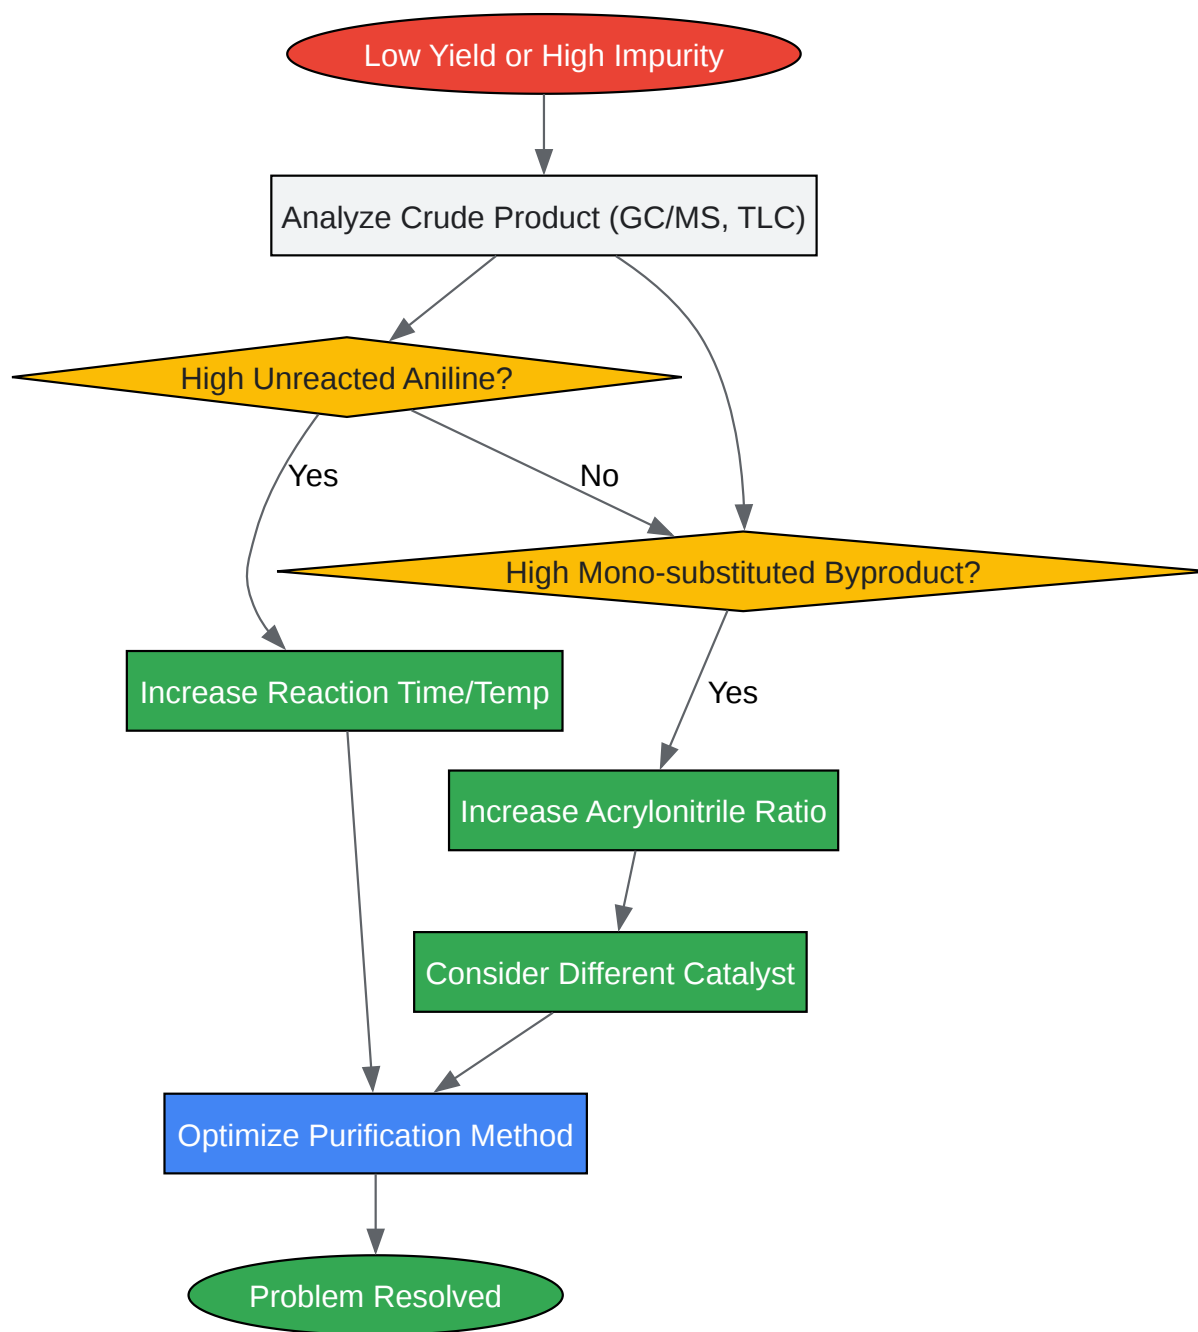 Low Yield or High Impurity
Analyze Crude Product (GC/MS, TLC)
High Unreacted Aniline?
Yes
No
High Mono-substituted Byproduct?
Increase Reaction Time/Temp
Yes
Increase Acrylonitrile Ratio
Consider Different Catalyst
Optimize Purification Method
Problem Resolved